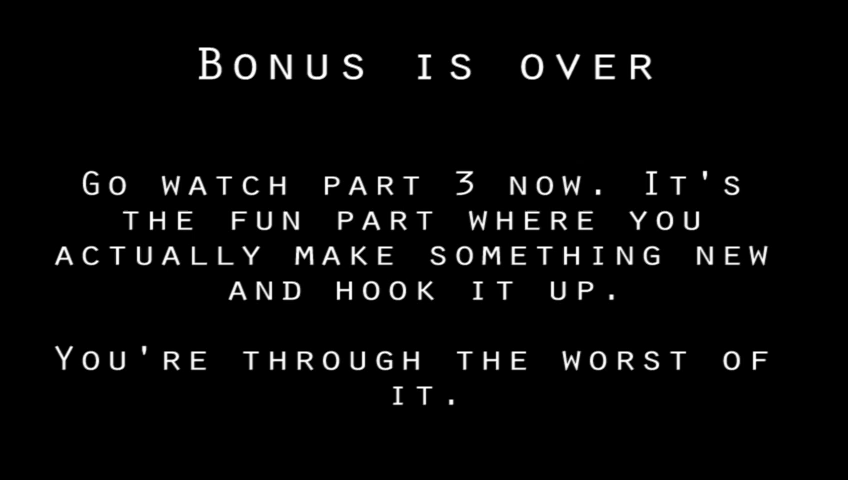 Bonus is over
Go watch part 3 now. It's
the fun part where you
actually make something new
and hook it up.
You're through the worst of
it.